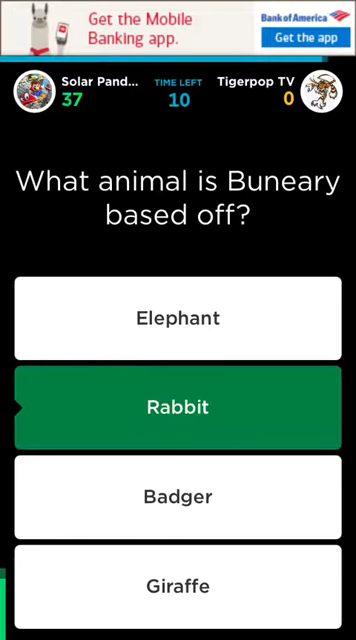 Get the Mobile
Banking app.
Bank of America
Get the app
Solar Pand...
37
TIME LEFT
10
Tigerpop TV
0
What animal is Buneary
based off?
Elephant
Rabbit
Badger
Giraffe